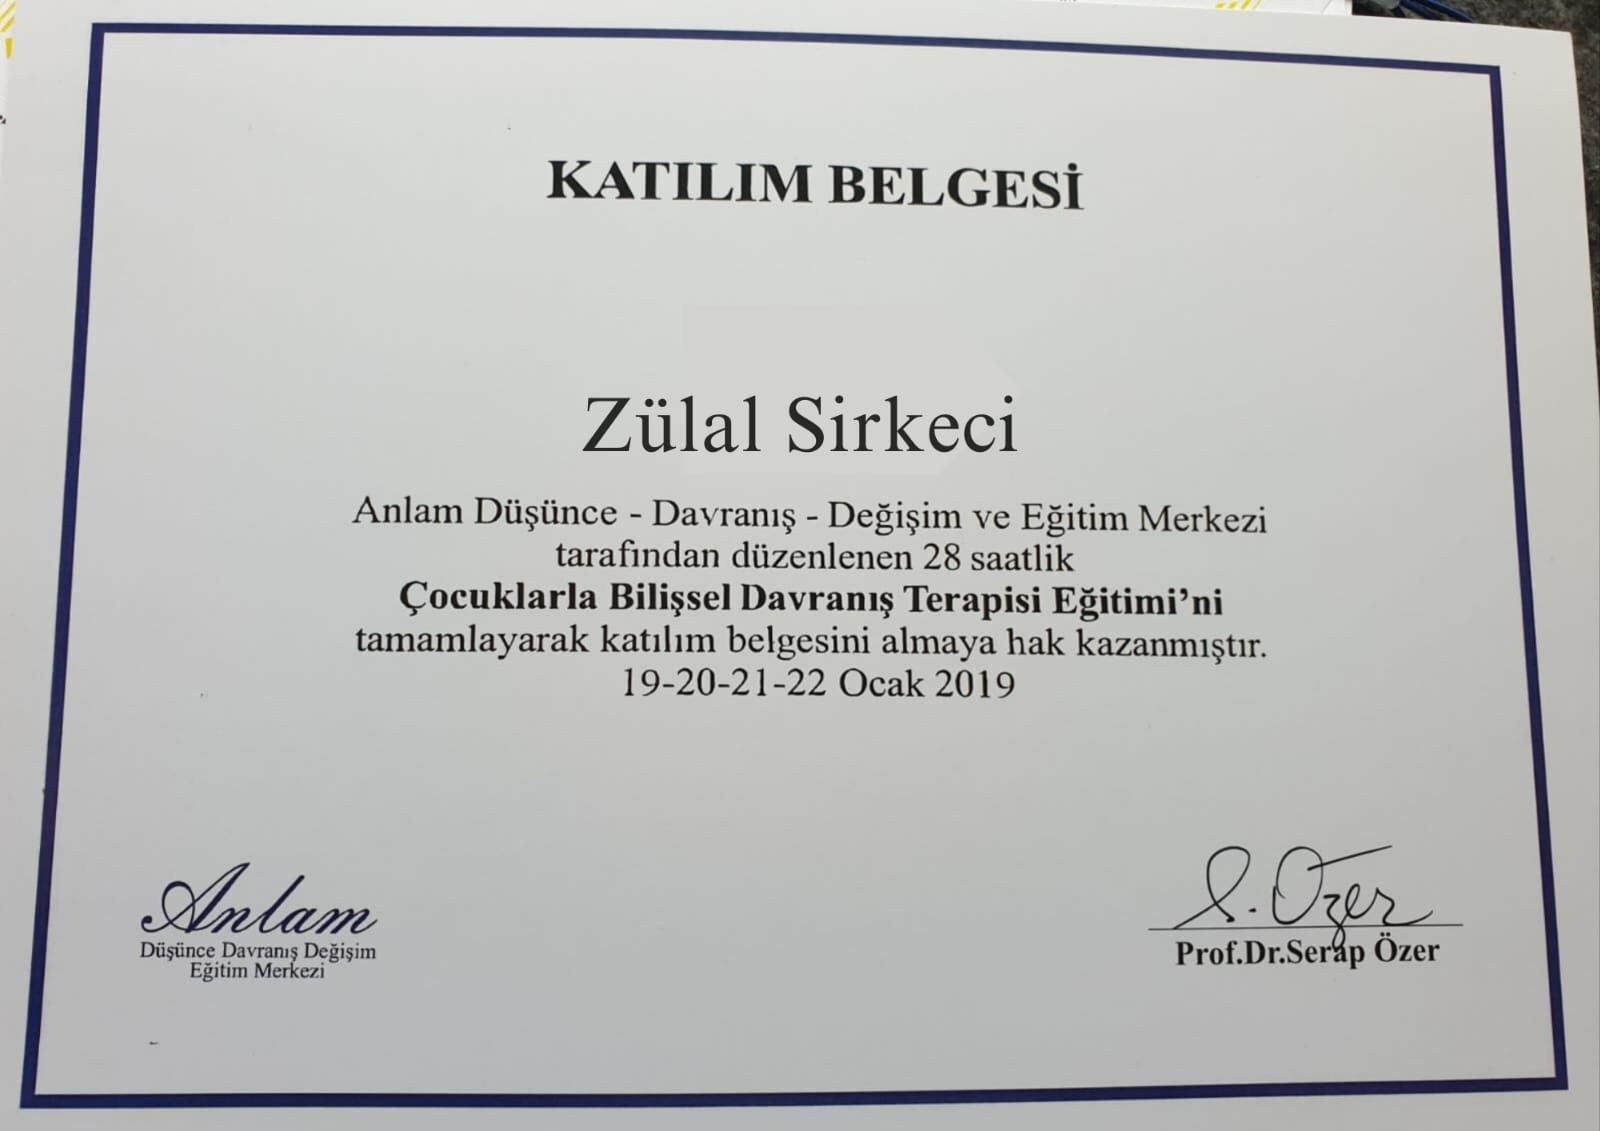 KATILIM BELGESİ
Zülal Sirkeci
Anlam Düşünce - Davranış - Değişim ve Eğitim Merkezi
tarafından düzenlenen 28 saatlik
Çocuklarla Bilişsel Davranış Terapisi Eğitimi’ni
tamamlayarak katılım belgesini almaya hak kazanmıştır.
19-20-21-22 Ocak 2019
Anlam
Düşünce Davranış Değişim
Eğitim Merkezi
S. Özer
Prof.Dr.Serap Özer